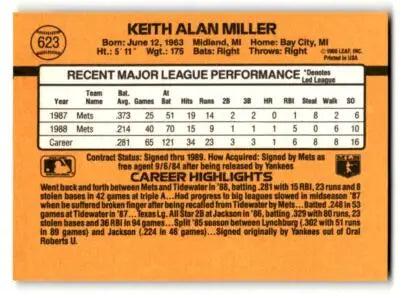 623
KEITH ALAN MILLER
Born: June 12, 1963 Midland, MI Home: Bay City, MI
Ht.: 5' 11" Wgt.: 175 Bats: Right Throws: Right
©1988 LEAF, INC.
Printed in USA
RECENT MAJOR LEAGUE PERFORMANCE *Denotes Led League
Year Team Name Bat. Avg. Games At Bat Hits Runs 2B 3B HR RBI Steal Walk SO
1987 Mets .373 25 51 19 14 2 2 0 1 8 2 6
1988 Mets .214 40 70 15 9 1 1 1 5 0 6 10
Career .281 65 121 34 23 3 3 1 6 8 8 16
Contract Status: Signed thru 1989. How Acquired: Signed by Mets as
free agent 9/6/84 after being released by Yankees
CAREER HIGHLIGHTS
Went back and forth between Mets and Tidewater in '88, batting .281 with 15 RBI, 23 runs and 8
stolen bases in 42 games at triple A...Had progress to big leagues slowed in midseason '87
when he suffered broken finger after being recalled from Tidewater by Mets...Batted .248 in 53
games at Tidewater in '87...Texas Lg. All Star 2B at Jackson in '86, batting .329 with 80 runs, 23
stolen bases and 36 RBI in 94 games...Split '85 season between Lynchburg (.302 with 51 runs
in 89 games) and Jackson (.224 in 46 games)...Signed originally by Yankees out of Oral
Roberts U.